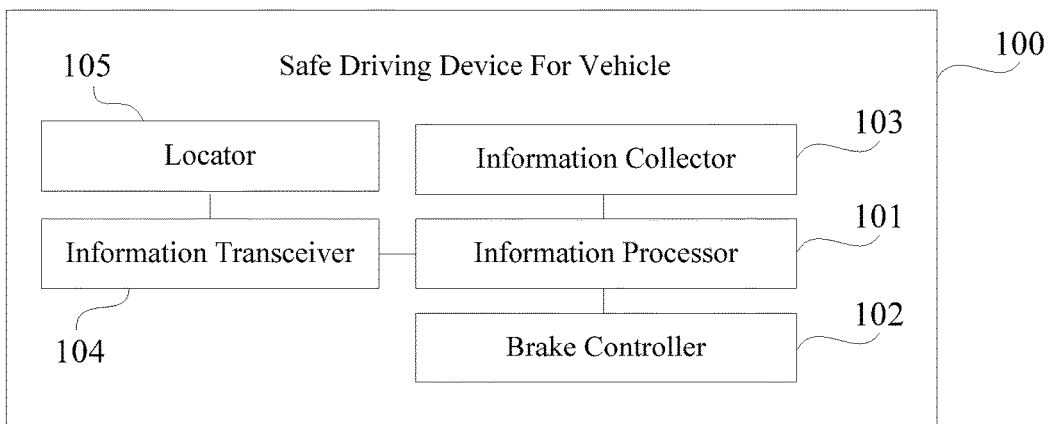 100
Safe Driving Device For Vehicle
105
103
Locator
Information Collector
101
Information Transceiver
Information Processor
102
104
Brake Controller